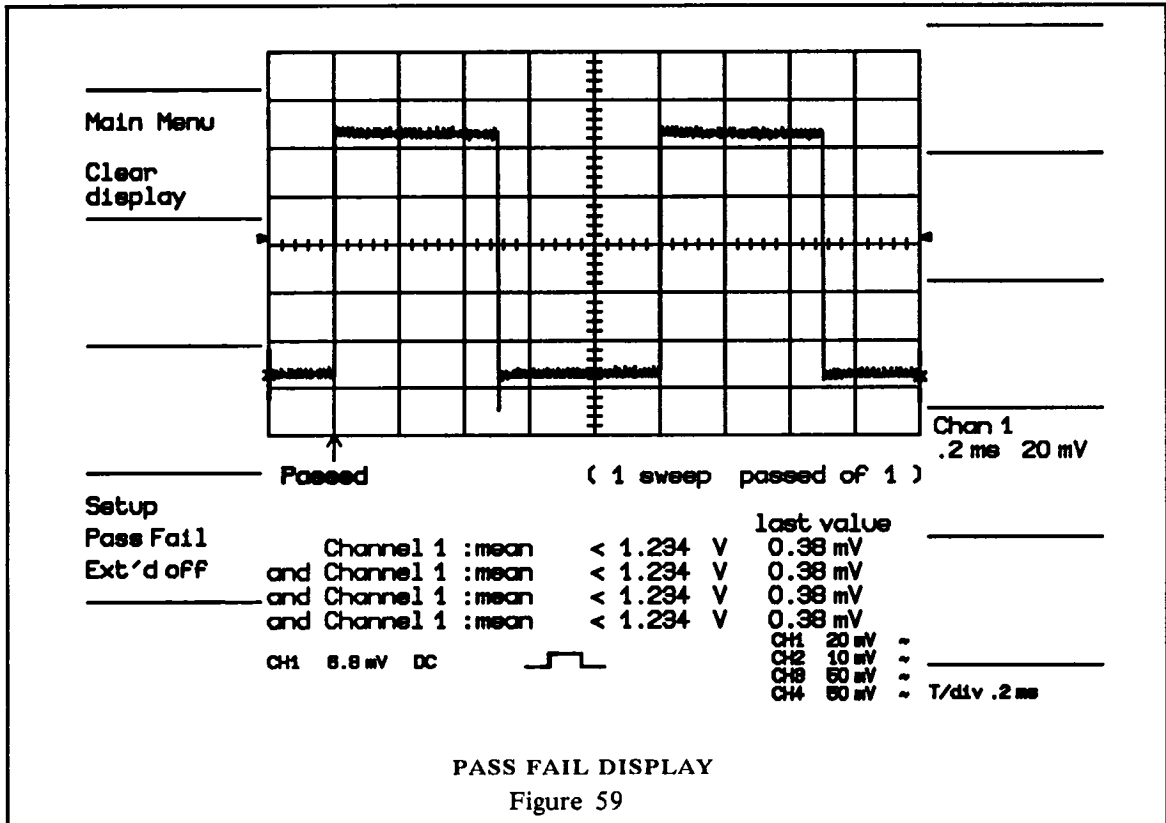 Main Menu
Clear
display
Chan 1
.2 ms 20 mV
Passed ( 1 sweep passed of 1 )
Setup
Pass Fail
Ext'd off
last value
Channel 1 :mean < 1.234 V 0.38 mV
and Channel 1 :mean < 1.234 V 0.38 mV
and Channel 1 :mean < 1.234 V 0.38 mV
and Channel 1 :mean < 1.234 V 0.38 mV
CH1 6.8 mV DC
CH1 20 mV ~
CH2 10 mV ~
CH3 50 mV ~
CH4 50 mV ~
T/div .2 ms
PASS FAIL DISPLAY
Figure 59